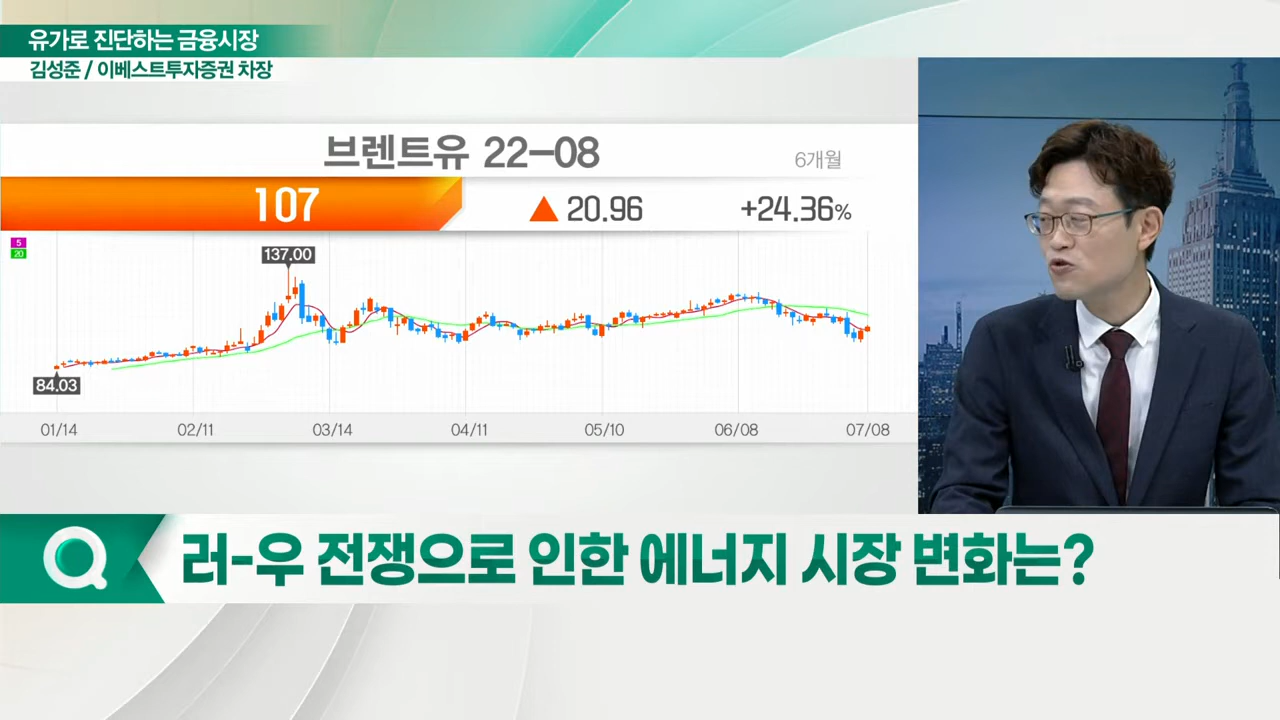 유가로 진단하는 금융시장
김성준 / 이베스트투자증권 차장
브렌트유 22-08
6개월
107
▲ 20.96
+24.36%
5
20
137.00
84.03
01/14
02/11
03/14
04/11
05/10
06/08
07/08
Q
러-우 전쟁으로 인한 에너지 시장 변화는?